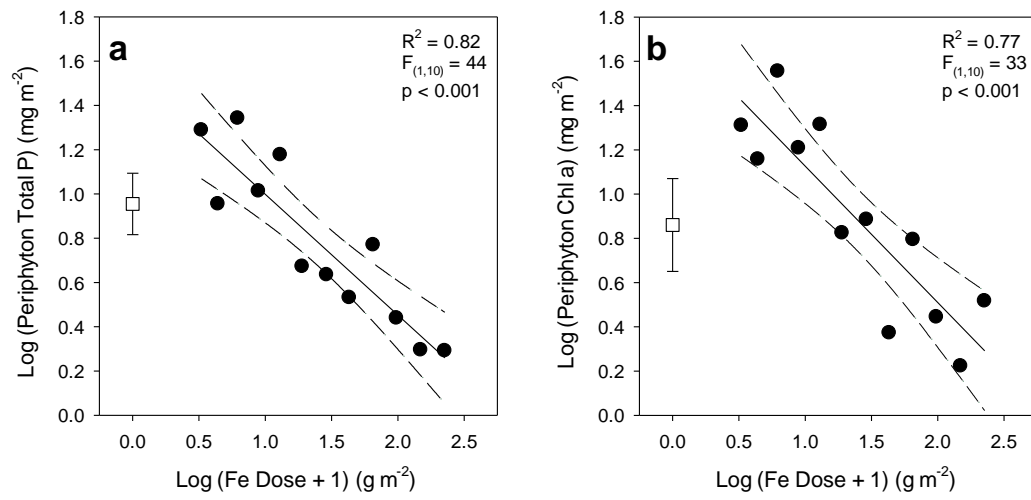 a
R² = 0.82
F(1,10) = 44
p < 0.001
Log (Periphyton Total P) (mg m⁻²)
1.8
1.6
1.4
1.2
1.0
0.8
0.6
0.4
0.2
0.0
0.0 0.5 1.0 1.5 2.0 2.5
Log (Fe Dose + 1) (g m⁻²)
b
R² = 0.77
F(1,10) = 33
p < 0.001
Log (Periphyton Chl a) (mg m⁻²)
1.8
1.6
1.4
1.2
1.0
0.8
0.6
0.4
0.2
0.0
0.0 0.5 1.0 1.5 2.0 2.5
Log (Fe Dose + 1) (g m⁻²)